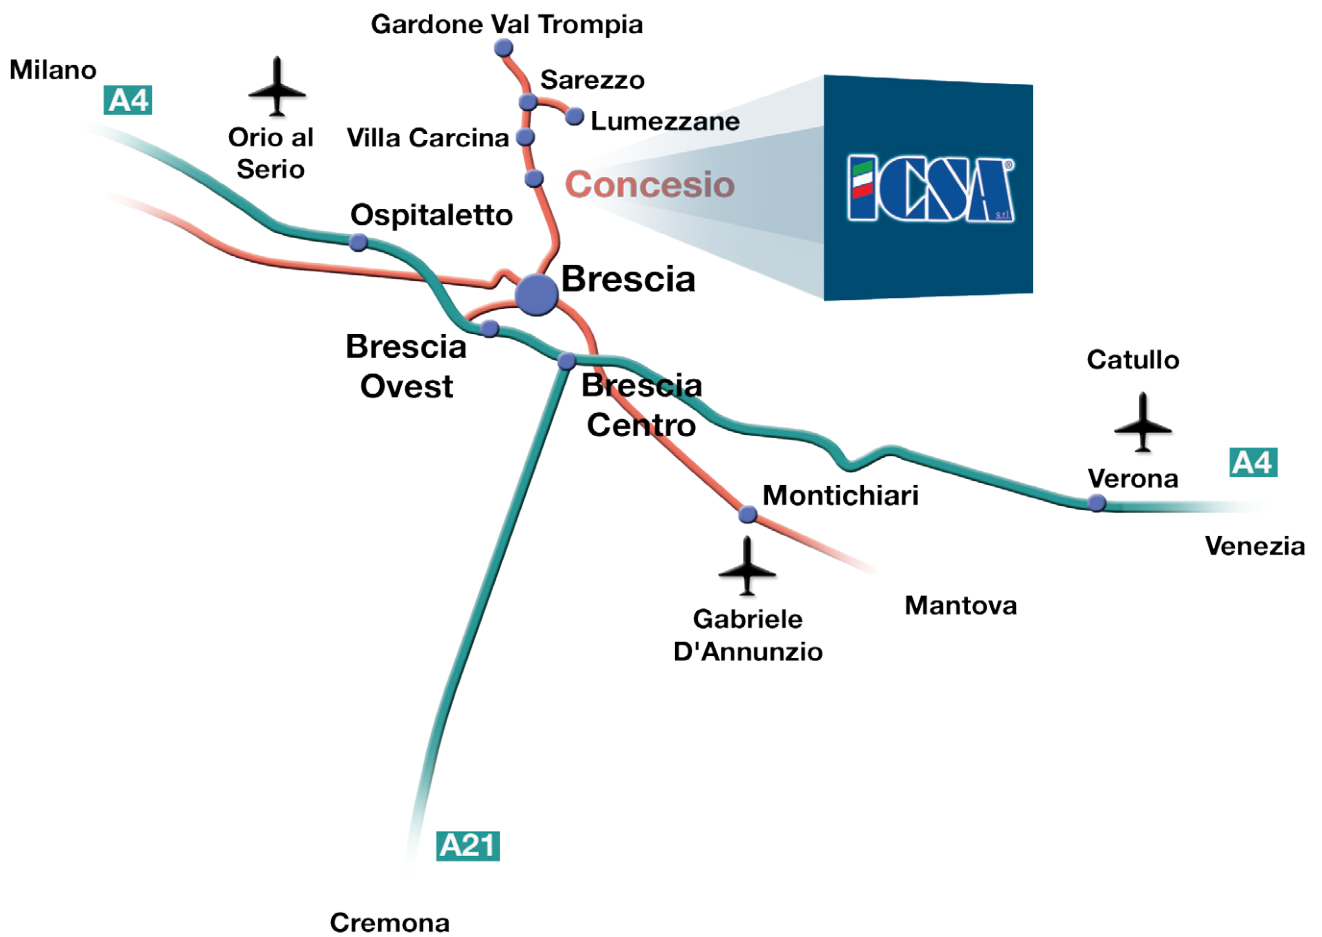 Gardone Val Trompia
Milano
A4
Sarezzo
Lumezzane
Orio al
Serio
Villa Carcina
Concesio
ICSA®
s.r.l.
Ospitaletto
Brescia
Brescia
Ovest
Brescia
Centro
Catullo
A4
Verona
Montichiari
Venezia
Mantova
Gabriele
D'Annunzio
A21
Cremona